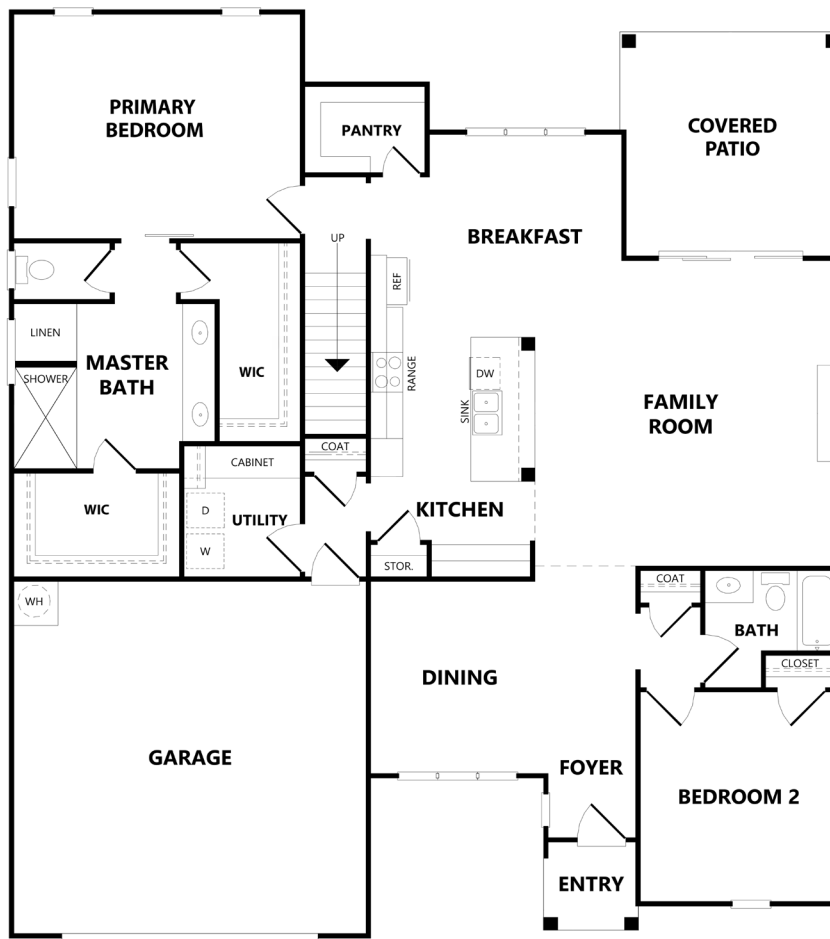 PRIMARY
BEDROOM
PANTRY
COVERED
PATIO
BREAKFAST
UP
REF
LINEN
MASTER
BATH
SHOWER
WIC
RANGE
DW
SINK
FAMILY
ROOM
COAT
CABINET
WIC
D
UTILITY
W
KITCHEN
STOR.
WH
COAT
BATH
CLOSET
DINING
GARAGE
FOYER
BEDROOM 2
ENTRY